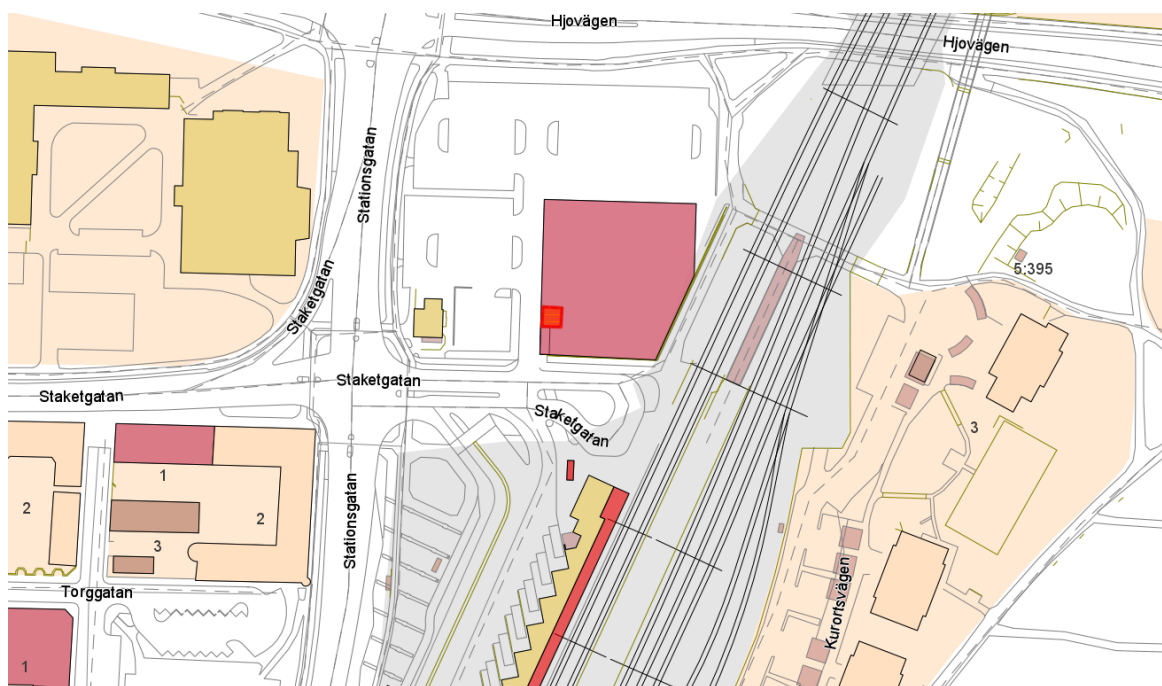 Hjovägen
Hjovägen
Stationsgatan
Staketgatan
5:395
Staketgatan
Staketgatan
Staketgatan
3
1
2
2
3
Stationsgatan
Torggatan
Kurortsvägen
1